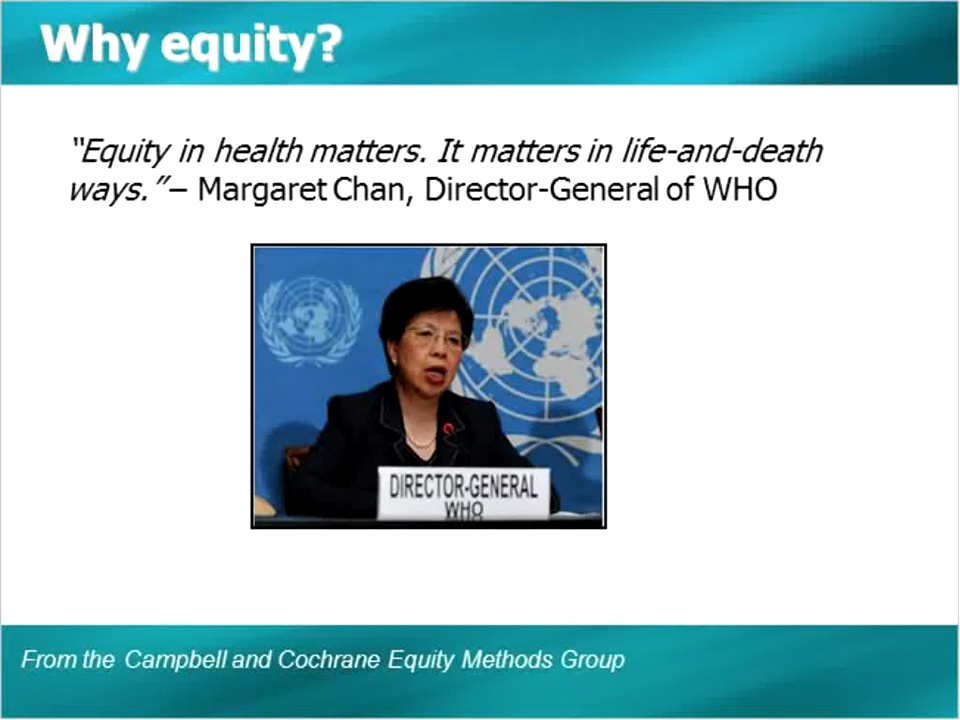 Why equity?
“Equity in health matters. It matters in life-and-death
ways.” – Margaret Chan, Director-General of WHO
DIRECTOR-GENERAL
WHO
From the Campbell and Cochrane Equity Methods Group